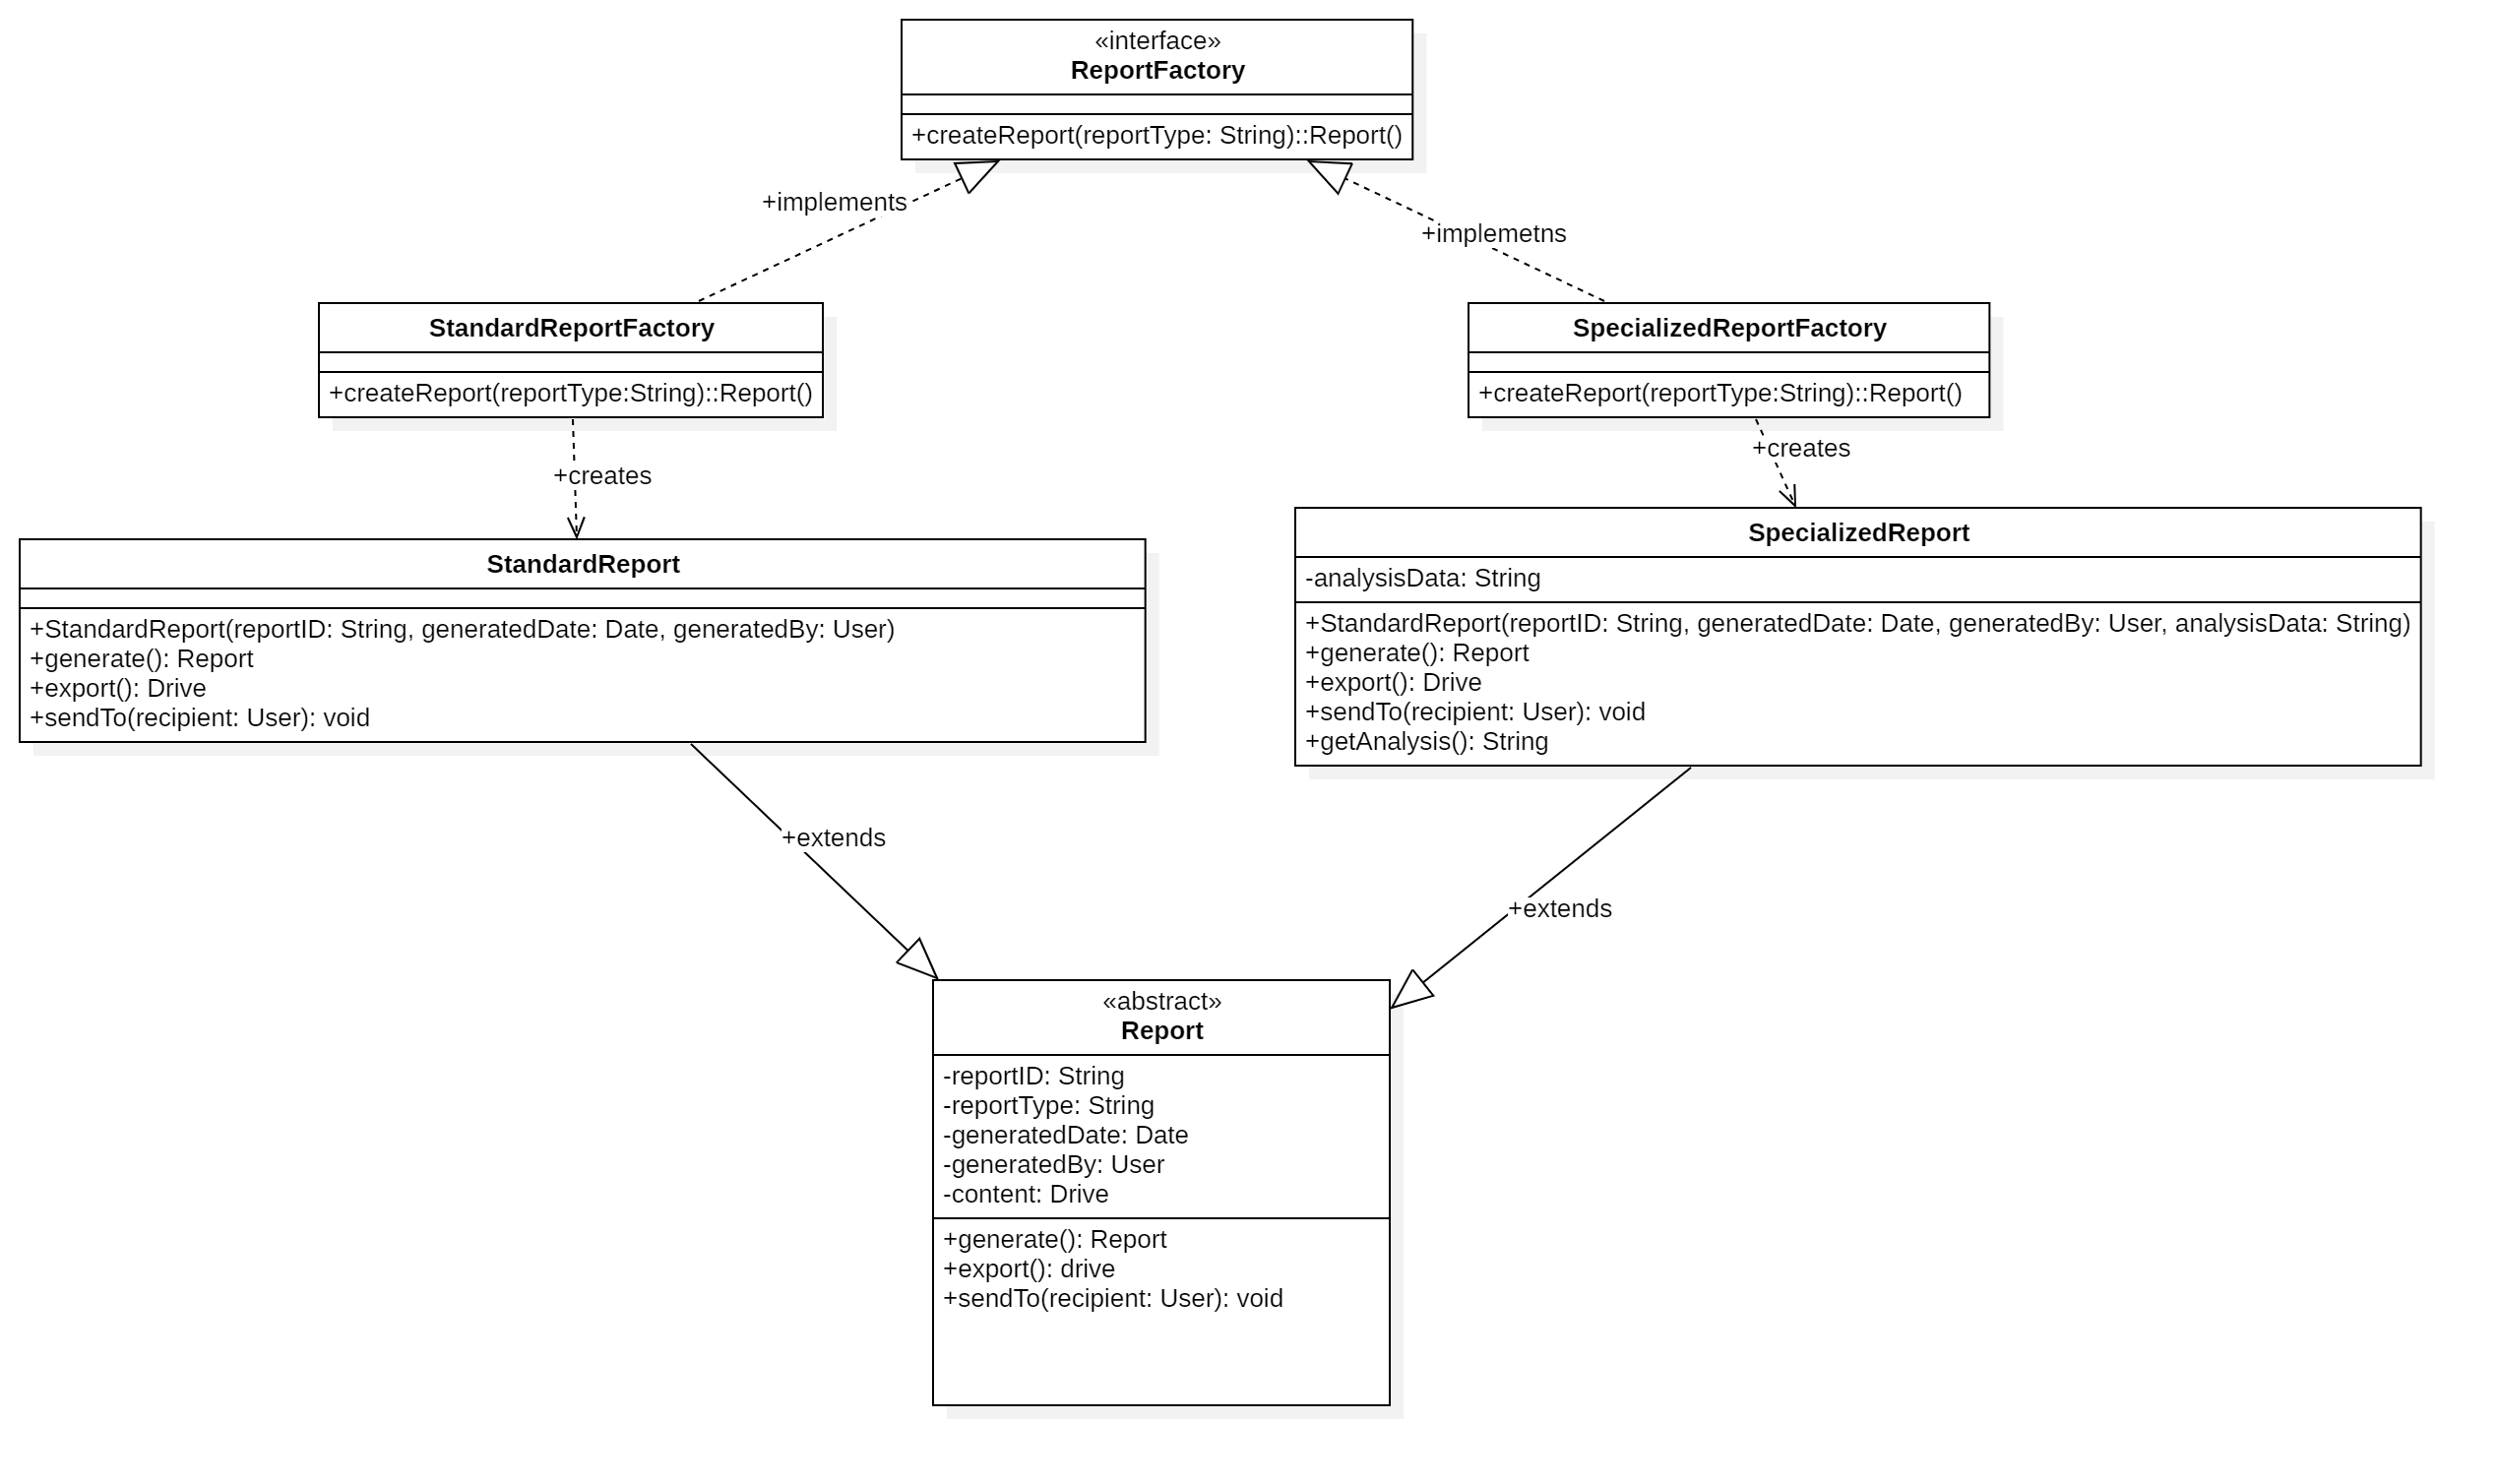 «interface»
ReportFactory
+createReport(reportType: String)::Report()
+implements
+implemetns
StandardReportFactory
+createReport(reportType:String)::Report()
SpecializedReportFactory
+createReport(reportType:String)::Report()
+creates
+creates
StandardReport
+StandardReport(reportID: String, generatedDate: Date, generatedBy: User)
+generate(): Report
+export(): Drive
+sendTo(recipient: User): void
SpecializedReport
-analysisData: String
+StandardReport(reportID: String, generatedDate: Date, generatedBy: User, analysisData: String)
+generate(): Report
+export(): Drive
+sendTo(recipient: User): void
+getAnalysis(): String
+extends
+extends
«abstract»
Report
-reportID: String
-reportType: String
-generatedDate: Date
-generatedBy: User
-content: Drive
+generate(): Report
+export(): drive
+sendTo(recipient: User): void